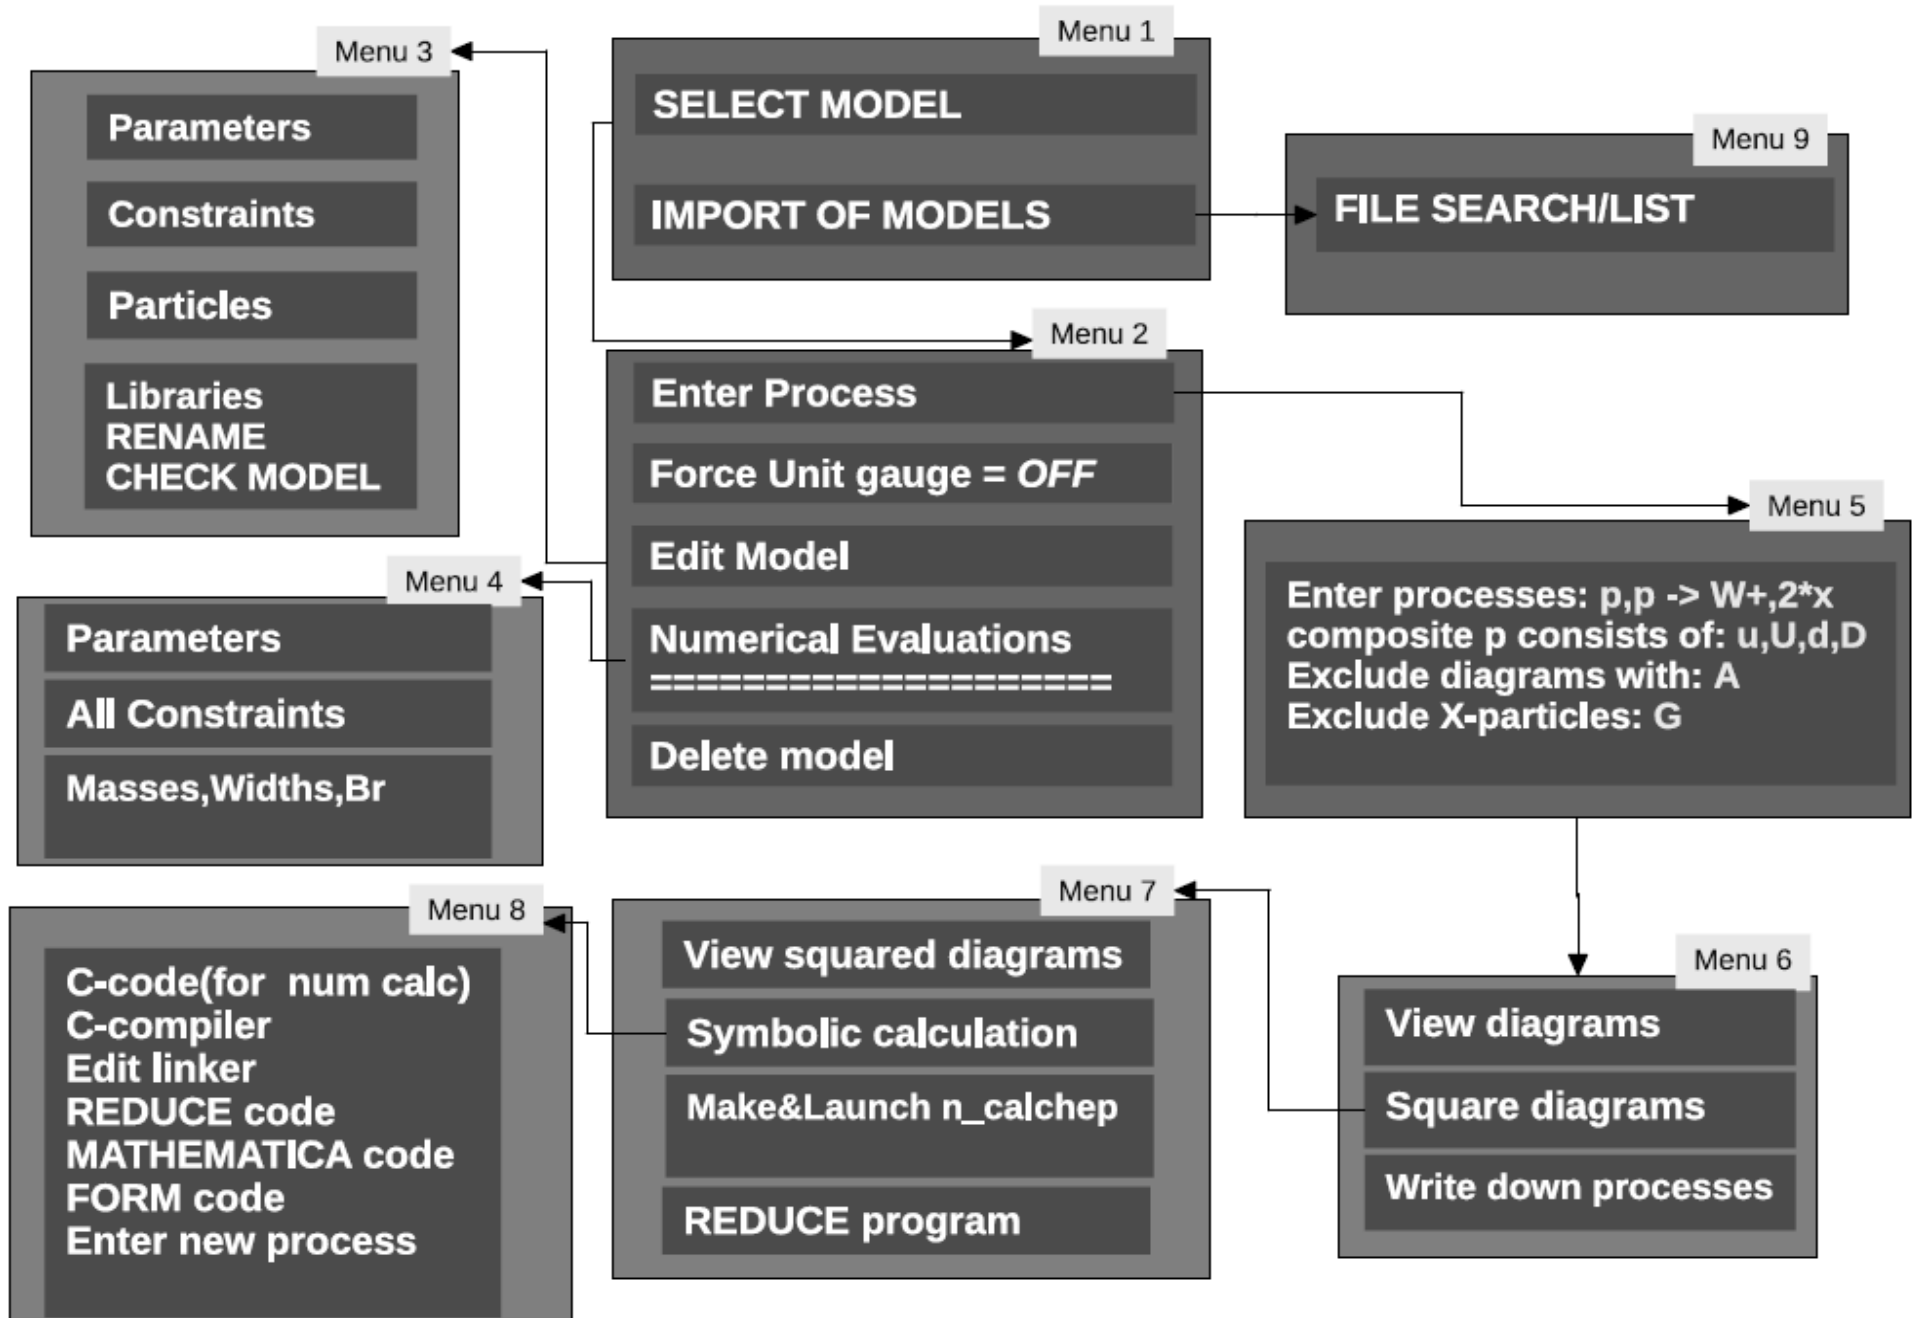 Menu 1
SELECT MODEL
IMPORT OF MODELS
Menu 9
FILE SEARCH/LIST
Menu 2
Enter Process
Force Unit gauge = OFF
Edit Model
Numerical Evaluations
====================
Delete model
Menu 3
Parameters
Constraints
Particles
Libraries
RENAME
CHECK MODEL
Menu 4
Parameters
All Constraints
Masses,Widths,Br
Menu 5
Enter processes: p,p -> W+,2*x
composite p consists of: u,U,d,D
Exclude diagrams with: A
Exclude X-particles: G
Menu 6
View diagrams
Square diagrams
Write down processes
Menu 7
View squared diagrams
Symbolic calculation
Make&Launch n_calchep
REDUCE program
Menu 8
C-code(for  num calc)
C-compiler
Edit linker
REDUCE code
MATHEMATICA code
FORM code
Enter new process